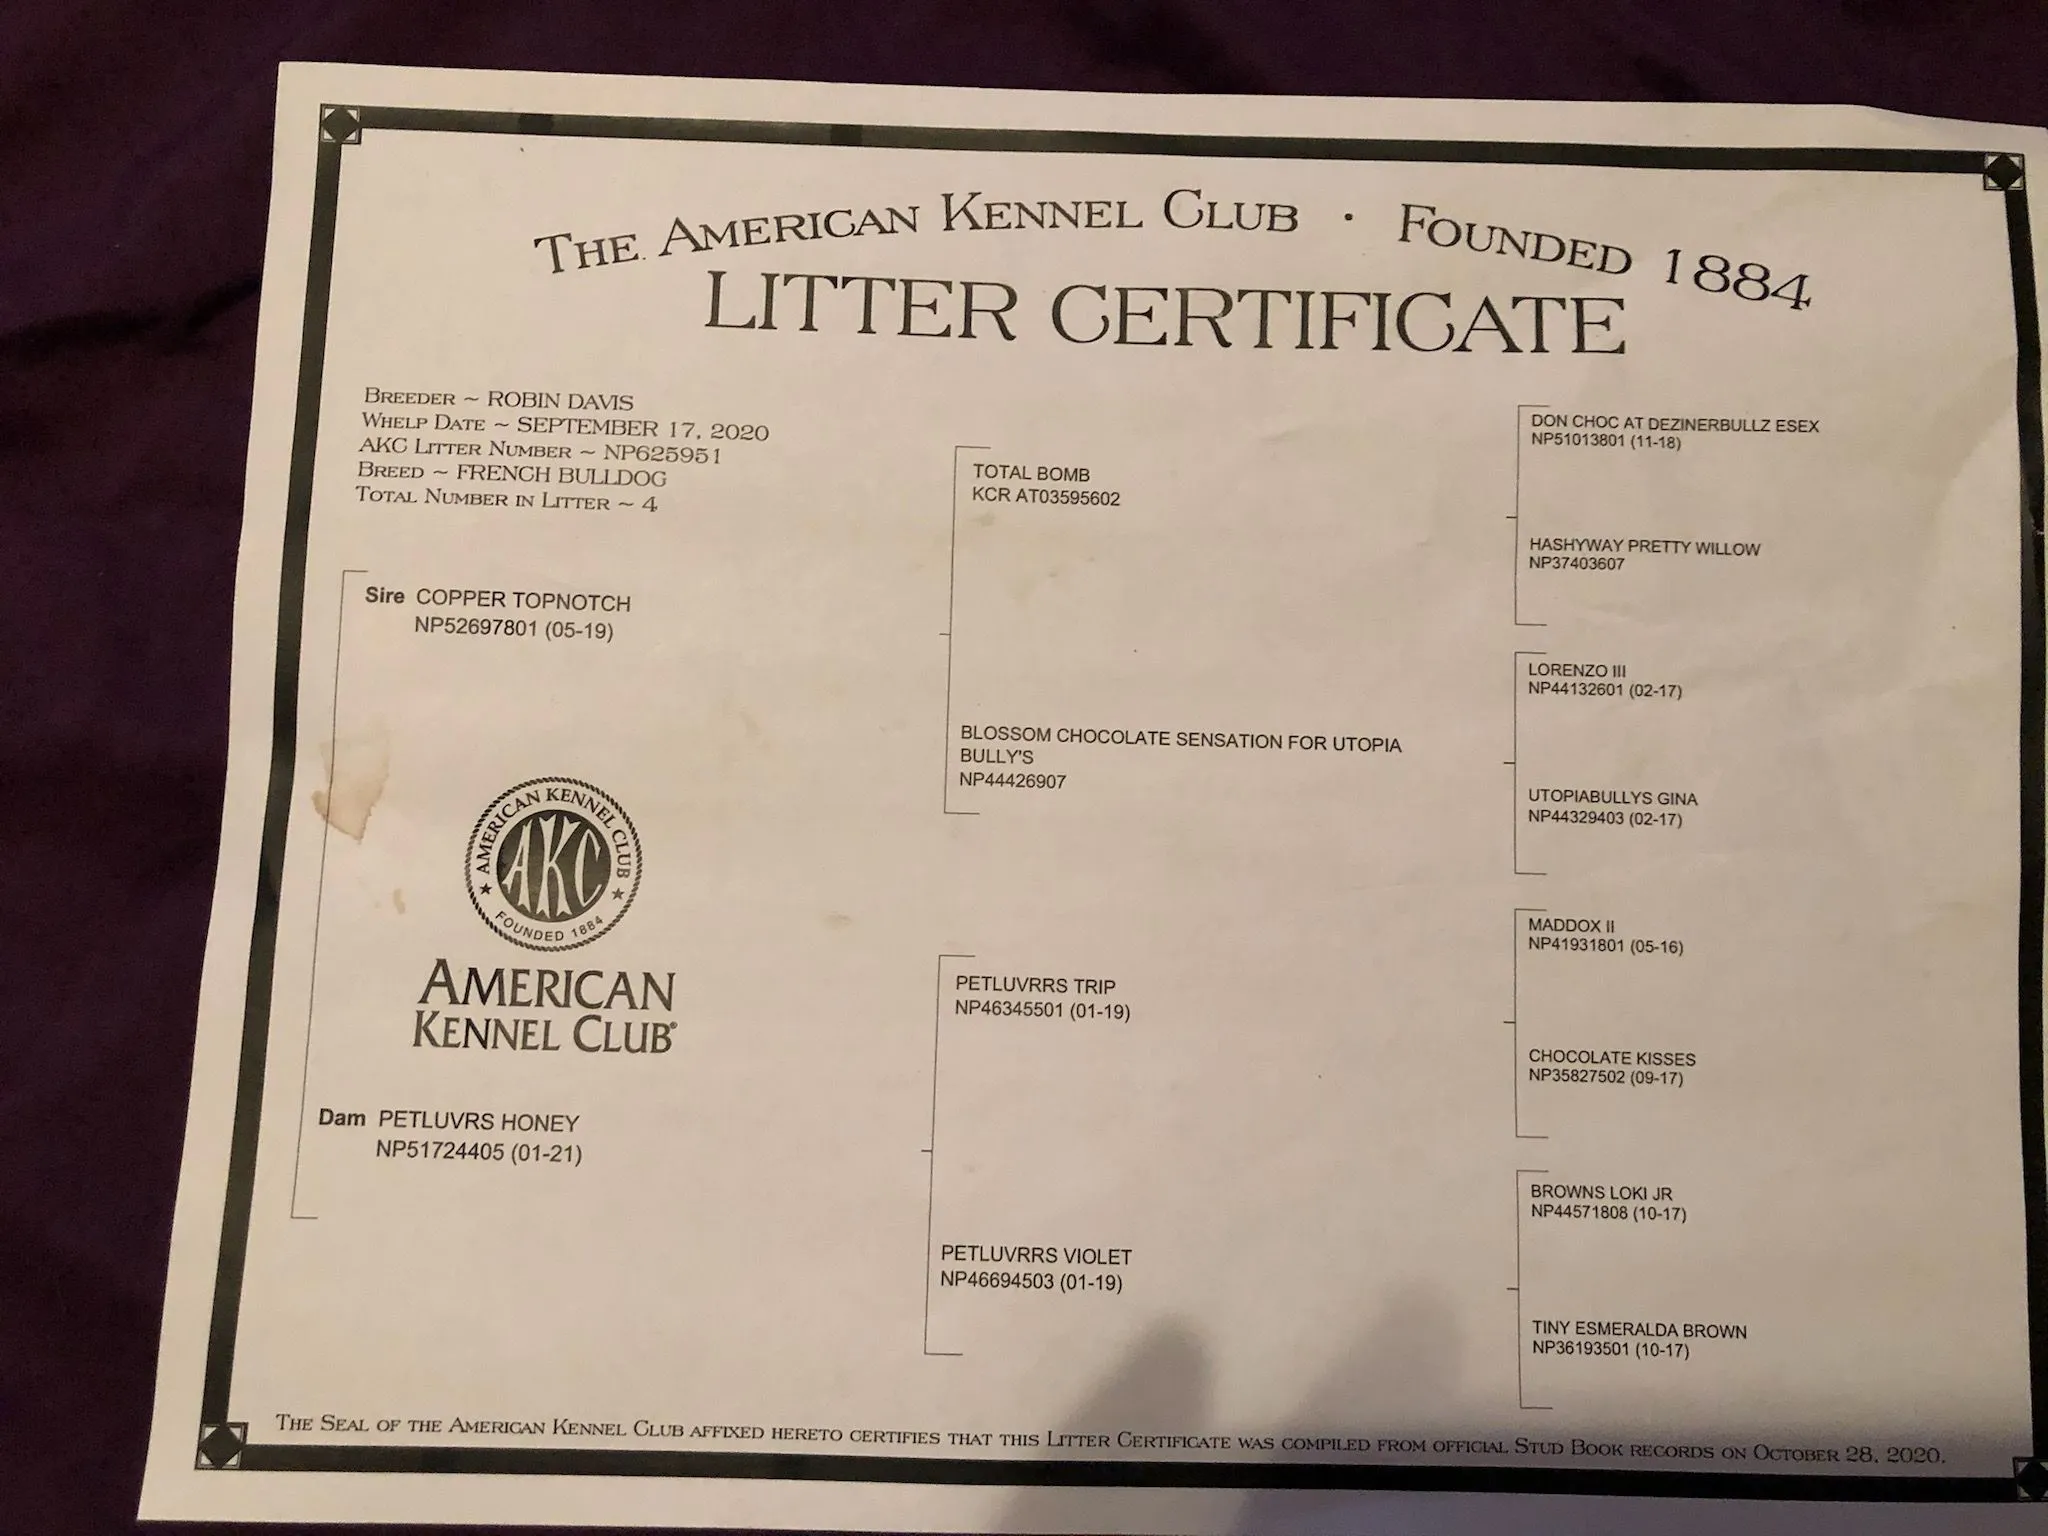 THE AMERICAN KENNEL CLUB · FOUNDED 1884
LITTER CERTIFICATE
BREEDER ~ ROBIN DAVIS
WHELP DATE ~ SEPTEMBER 17, 2020
AKC LITTER NUMBER ~ NP625951
BREED ~ FRENCH BULLDOG
TOTAL NUMBER IN LITTER ~ 4
Sire COPPER TOPNOTCH
NP52697801 (05-19)
AMERICAN KENNEL CLUB
AKC
FOUNDED 1884
AMERICAN
KENNEL CLUB®
Dam PETLUVRS HONEY
NP51724405 (01-21)
TOTAL BOMB
KCR AT03595602
BLOSSOM CHOCOLATE SENSATION FOR UTOPIA
BULLY'S
NP44426907
PETLUVRRS TRIP
NP46345501 (01-19)
PETLUVRRS VIOLET
NP46694503 (01-19)
DON CHOC AT DEZINERBULLZ ESEX
NP51013801 (11-18)
HASHYWAY PRETTY WILLOW
NP37403607
LORENZO III
NP44132601 (02-17)
UTOPIABULLYS GINA
NP44329403 (02-17)
MADDOX II
NP41931801 (05-16)
CHOCOLATE KISSES
NP35827502 (09-17)
BROWNS LOKI JR
NP44571808 (10-17)
TINY ESMERALDA BROWN
NP36193501 (10-17)
THE SEAL OF THE AMERICAN KENNEL CLUB AFFIXED HERETO CERTIFIES THAT THIS LITTER CERTIFICATE WAS COMPILED FROM OFFICIAL STUD BOOK RECORDS ON OCTOBER 28, 2020.